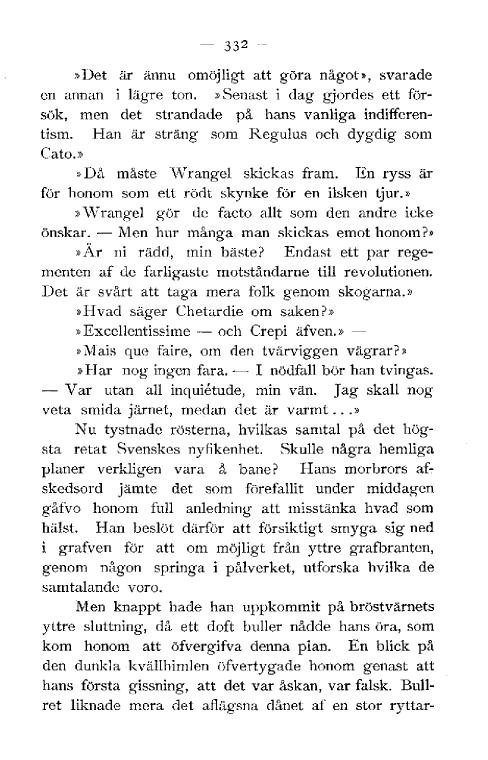 — 332 —
»Det är ännu omöjligt att göra något», svarade
en annan i lägre ton. »Senast i dag gjordes ett för-
sök, men det strandade på hans vanliga indifferen-
tism. Han är sträng som Regulus och dygdig som
Cato.»
»Då måste Wrangel skickas fram. En ryss är
för honom som ett rödt skynke för en ilsken tjur.»
»Wrangel gör de facto allt som den andre icke
önskar. — Men hur många man skickas emot honom?»
»Är ni rädd, min bäste? Endast ett par rege-
menten af de farligaste motståndarne till revolutionen.
Det är svårt att taga mera folk genom skogarna.»
»Hvad säger Chetardie om saken?»
»Excellentissime — och Crepi äfven.» —
»Mais que faire, om den tvärviggen vägrar?»
»Har nog ingen fara. — I nödfall bör han tvingas.
— Var utan all inquiétude, min vän. Jag skall nog
veta smida järnet, medan det är varmt . . .»
Nu tystnade rösterna, hvilkas samtal på det hög-
sta retat Svenskes nyfikenhet. Skulle några hemliga
planer verkligen vara å bane? Hans morbrors af-
skedsord jämte det som förefallit under middagen
gåfvo honom full anledning att misstänka hvad som
hälst. Han beslöt därför att försiktigt smyga sig ned
i grafven för att om möjligt från yttre grafbranten,
genom någon springa i pålverket, utforska hvilka de
samtalande voro.
Men knappt hade han uppkommit på bröstvärnets
yttre sluttning, då ett doft buller nådde hans öra, som
kom honom att öfvergifva denna plan. En blick på
den dunkla kvällhimlen öfvertygade honom genast att
hans första gissning, att det var åskan, var falsk. Bull-
ret liknade mera det aflägsna dånet af en stor ryttar-